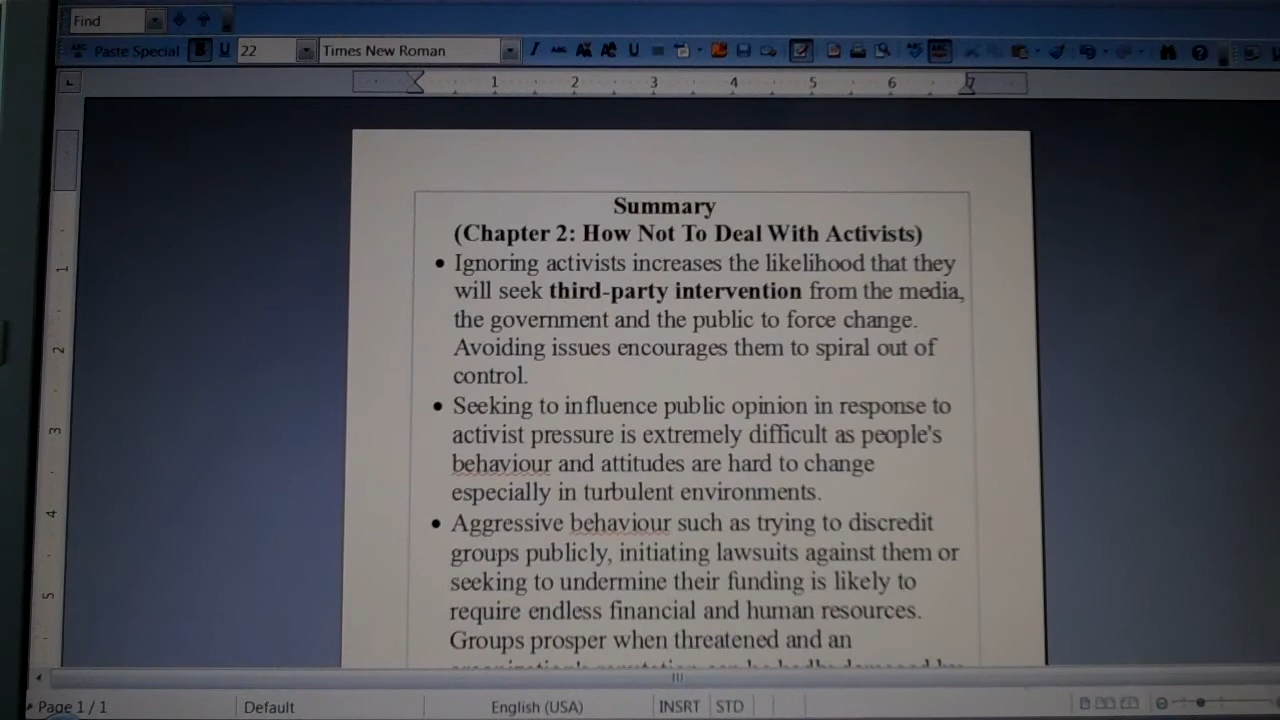 Find
Paste Special B U 22 Times New Roman
1 2 3 4 5 6 7
Summary
(Chapter 2: How Not To Deal With Activists)
• Ignoring activists increases the likelihood that they
will seek third-party intervention from the media,
the government and the public to force change.
Avoiding issues encourages them to spiral out of
control.
• Seeking to influence public opinion in response to
activist pressure is extremely difficult as people's
behaviour and attitudes are hard to change
especially in turbulent environments.
• Aggressive behaviour such as trying to discredit
groups publicly, initiating lawsuits against them or
seeking to undermine their funding is likely to
require endless financial and human resources.
Groups prosper when threatened and an
1
2
3
4
5
Page 1 / 1 Default English (USA) INSRT STD